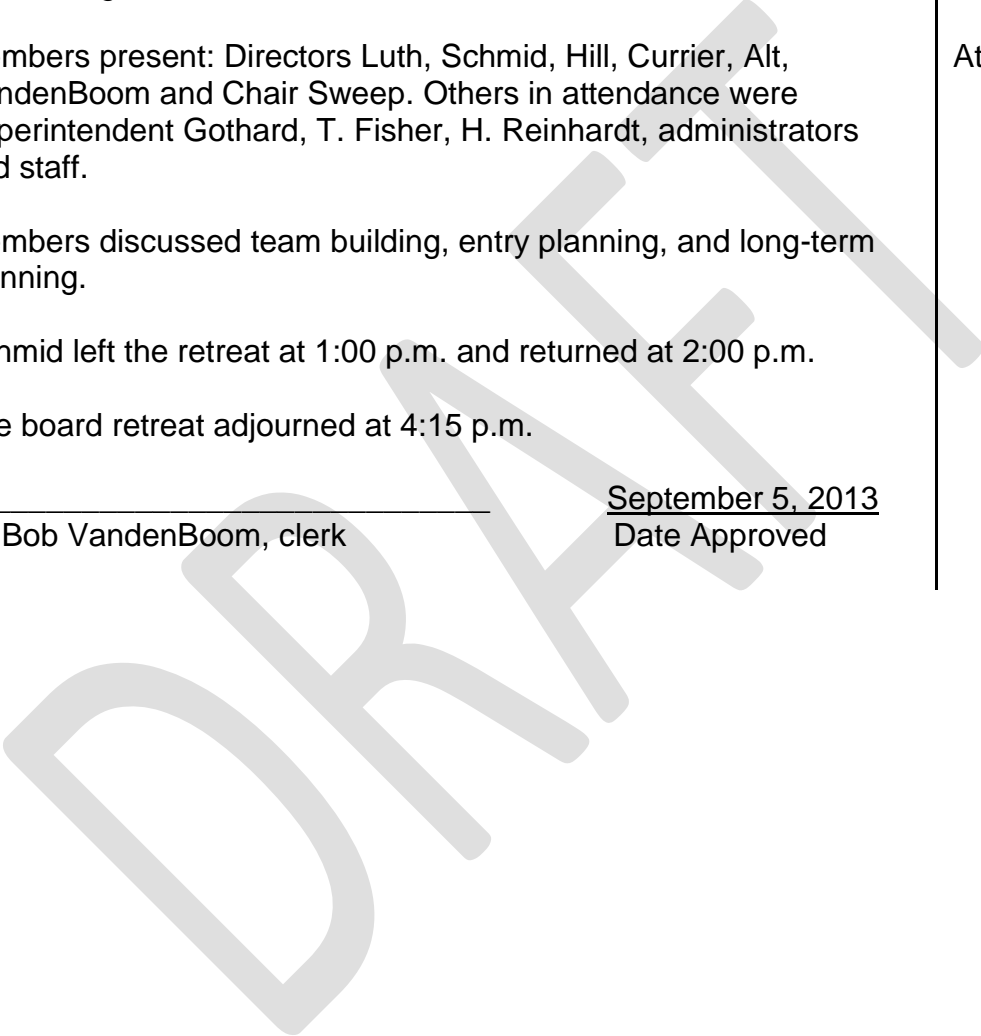 mbers present: Directors Luth, Schmid, Hill, Currier, Alt,
ndenBoom and Chair Sweep. Others in attendance were
perintendent Gothard, T. Fisher, H. Reinhardt, administrators
d staff.
mbers discussed team building, entry planning, and long-term
nning.
hmid left the retreat at 1:00 p.m. and returned at 2:00 p.m.
e board retreat adjourned at 4:15 p.m.
September 5, 2013
Bob VandenBoom, clerk Date Approved
At
DRAFT